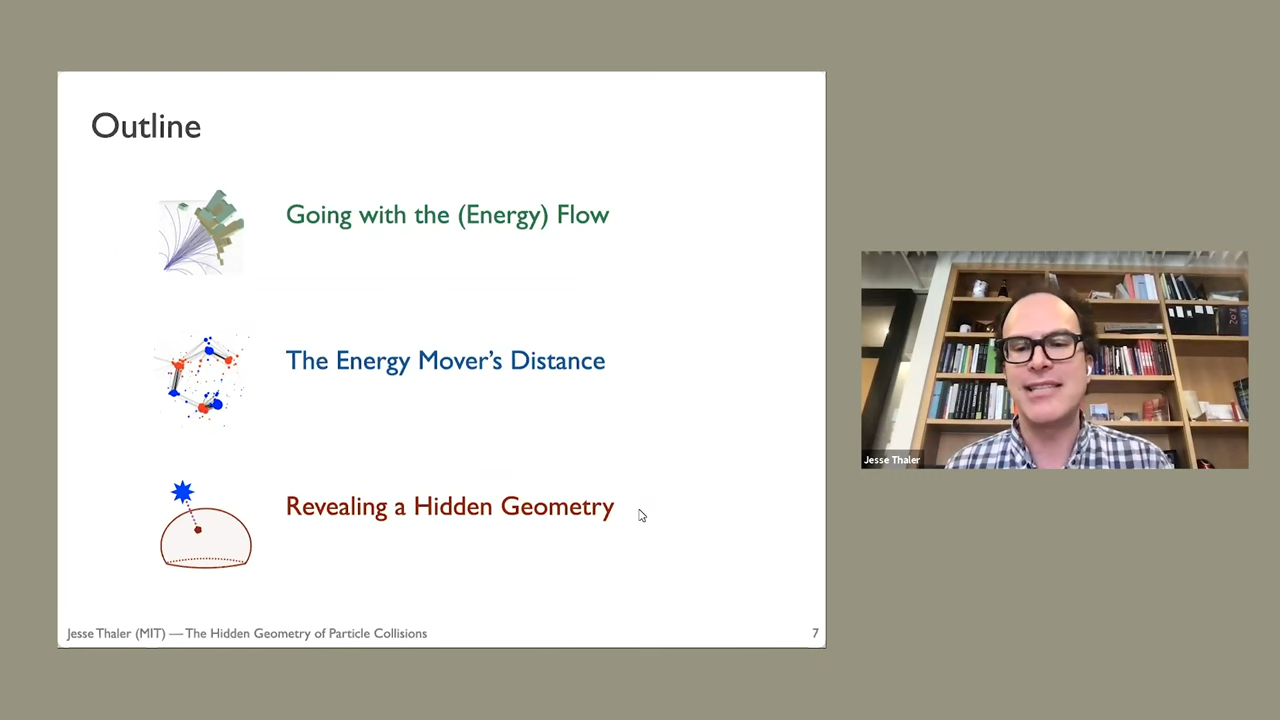 Outline
Going with the (Energy) Flow
The Energy Mover's Distance
Revealing a Hidden Geometry
Jesse Thaler (MIT) — The Hidden Geometry of Particle Collisions
7
Jesse Thaler